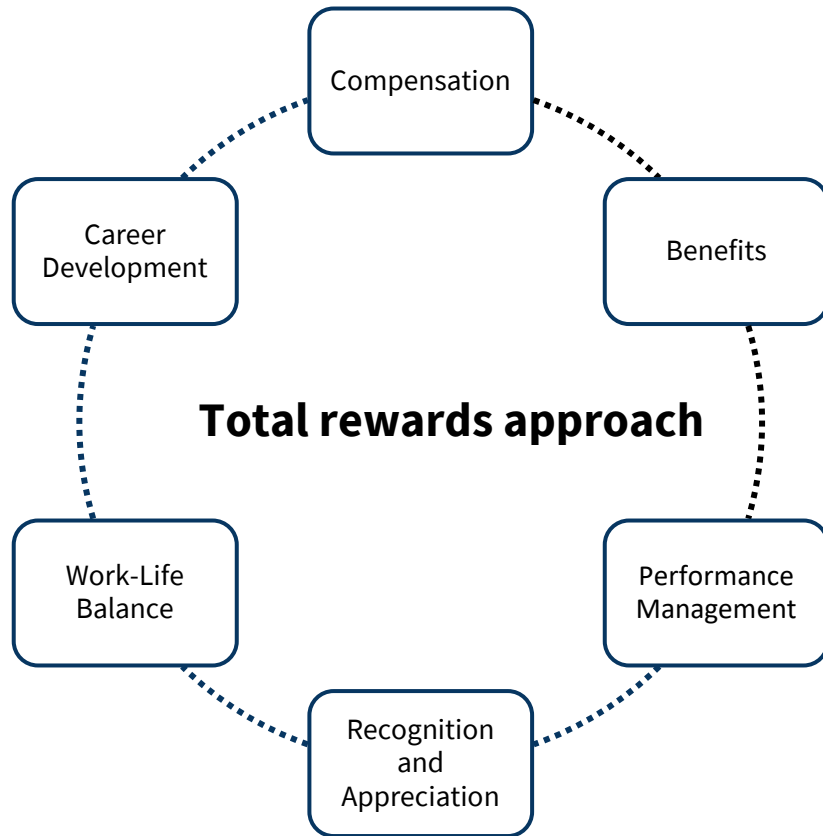 Compensation
Career
Development
Benefits
Total rewards approach
Work-Life
Balance
Performance
Management
Recognition
and
Appreciation